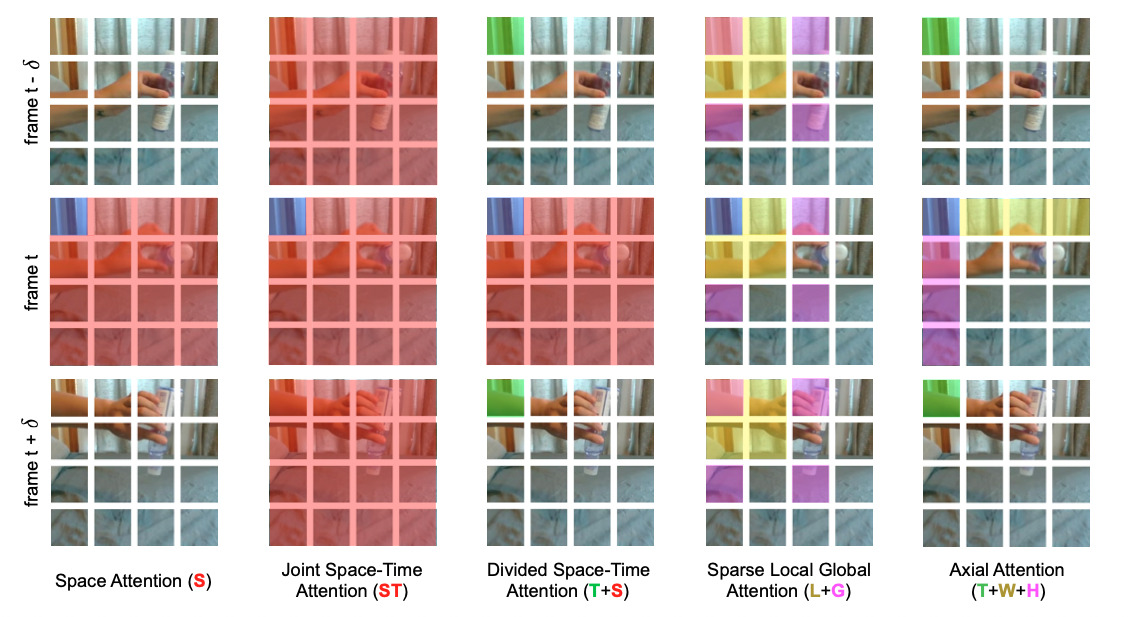 frame t - δ
frame t
frame t + δ
Space Attention (S)
Joint Space-Time
Attention (ST)
Divided Space-Time
Attention (T+S)
Sparse Local Global
Attention (L+G)
Axial Attention
(T+W+H)